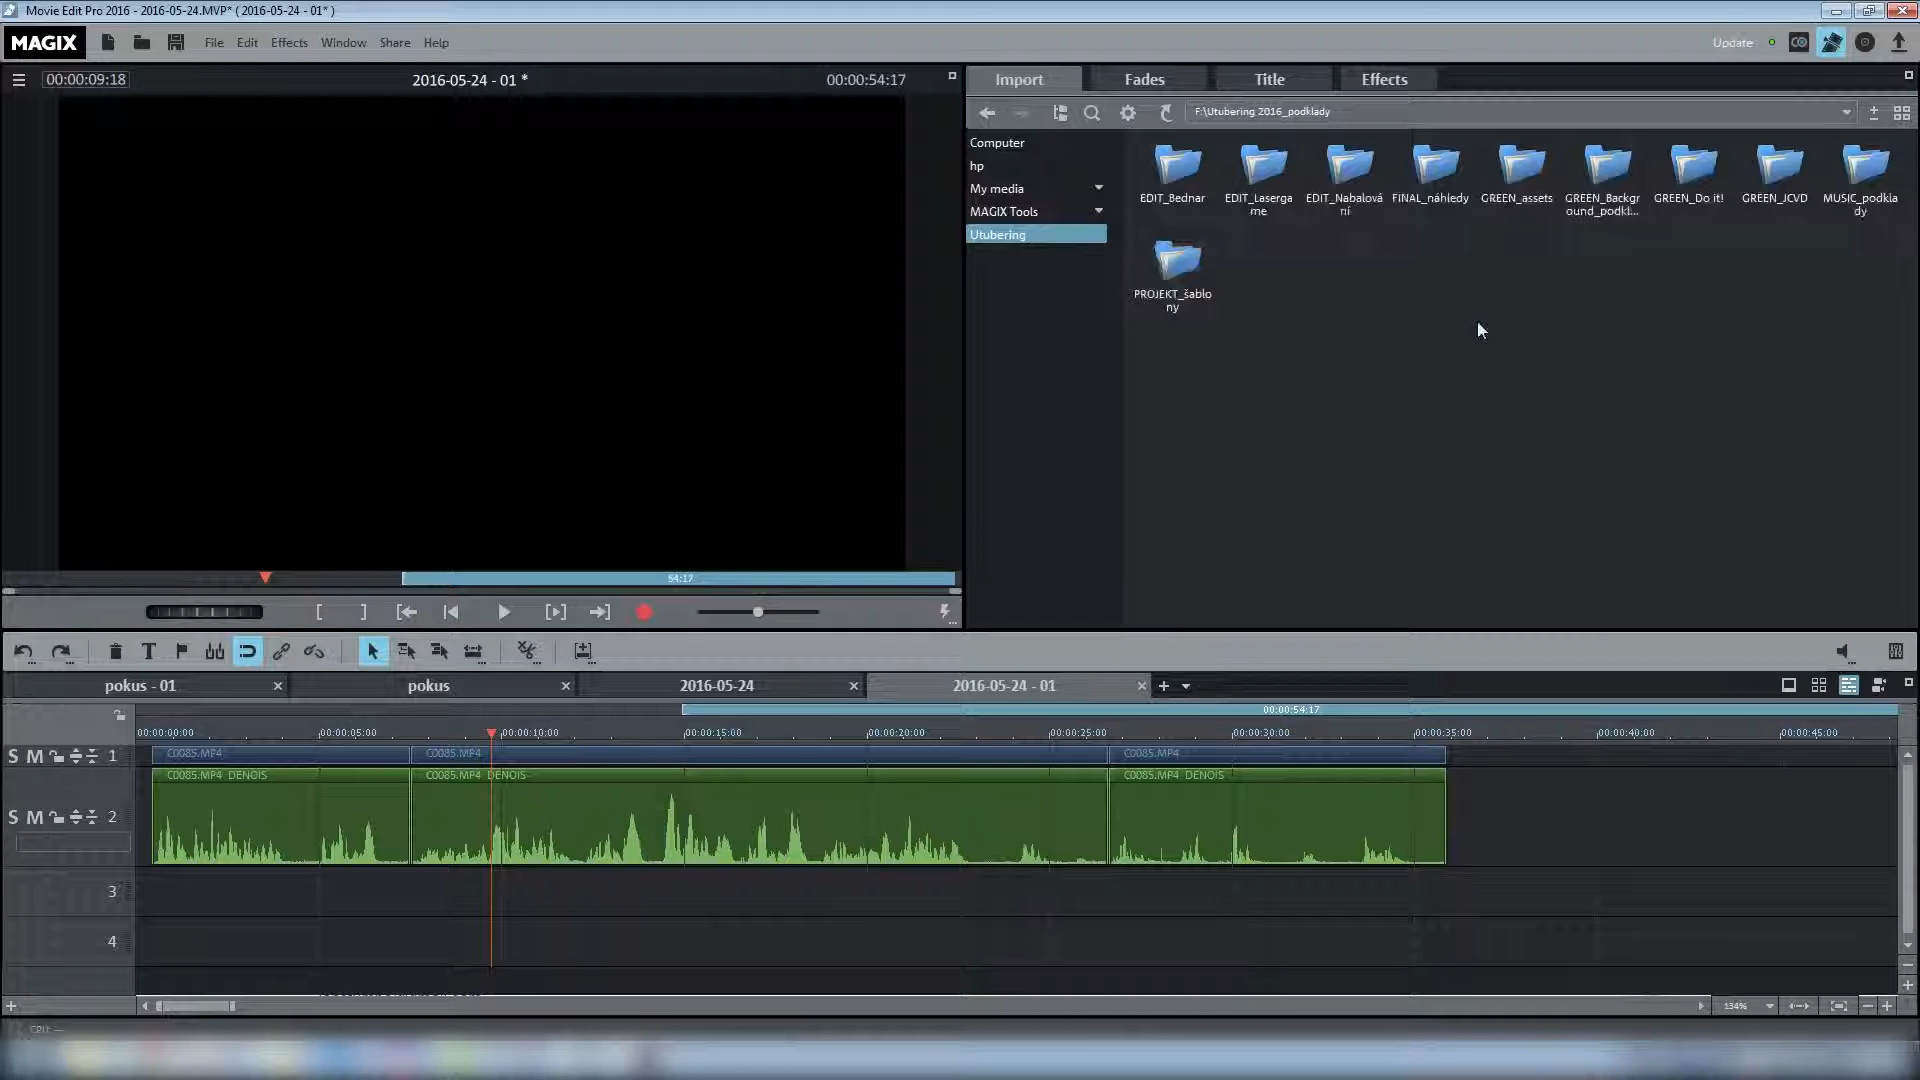 Movie Edit Pro 2016 - 2016-05-24.MVP* ( 2016-05-24 - 01* )
MAGIX File Edit Effects Window Share Help Update
00:00:09:18 2016-05-24 - 01 * 00:00:54:17
Import Fades Title Effects
F:\Utubering 2016_podklady
Computer
hp
My media
MAGIX Tools
Utubering
EDIT_Bednar
EDIT_Laserga
me
EDIT_Nabalová
ní
FINAL_náhledy
GREEN_assets
GREEN_Backgr
ound_podkl...
GREEN_Do it!
GREEN_JCVD
MUSIC_podkla
dy
PROJEKT_šablo
ny
54:17
pokus - 01 pokus 2016-05-24 2016-05-24 - 01
00:00:54:17
00:00:00:00 00:00:05:00 00:00:10:00 00:00:15:00 00:00:20:00 00:00:25:00 00:00:30:00 00:00:35:00 00:00:40:00 00:00:45:00
S M 1 C0085.MP4 C0085.MP4 C0085.MP4
C0085.MP4 DENOIS C0085.MP4 DENOIS C0085.MP4 DENOIS
S M 2
3
4
134%
CPU: —